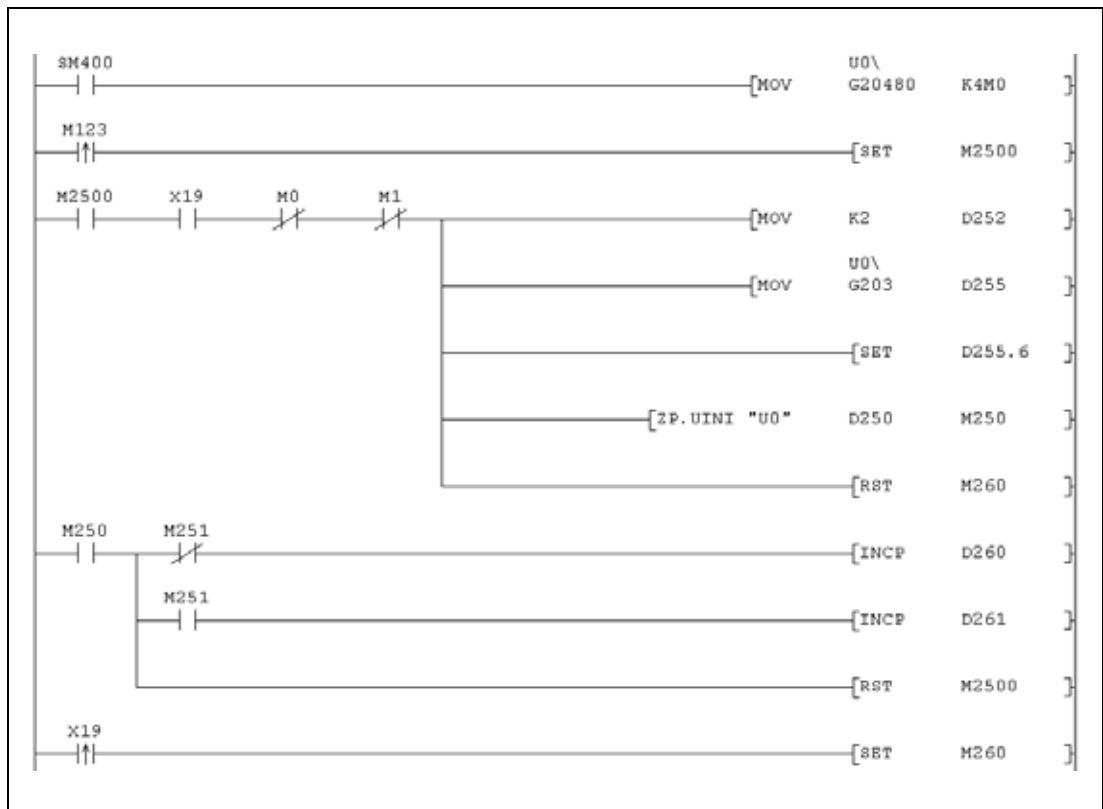 SM400 U0\
[MOV G20480 K4M0 ]
M123
[SET M2500 ]
M2500 X19 M0 M1
[MOV K2 D252 ]
U0\
[MOV G203 D255 ]
[SET D255.6 ]
[ZP.UINI "U0" D250 M250 ]
[RST M260 ]
M250 M251
[INCP D260 ]
M251
[INCP D261 ]
[RST M2500 ]
X19
[SET M260 ]